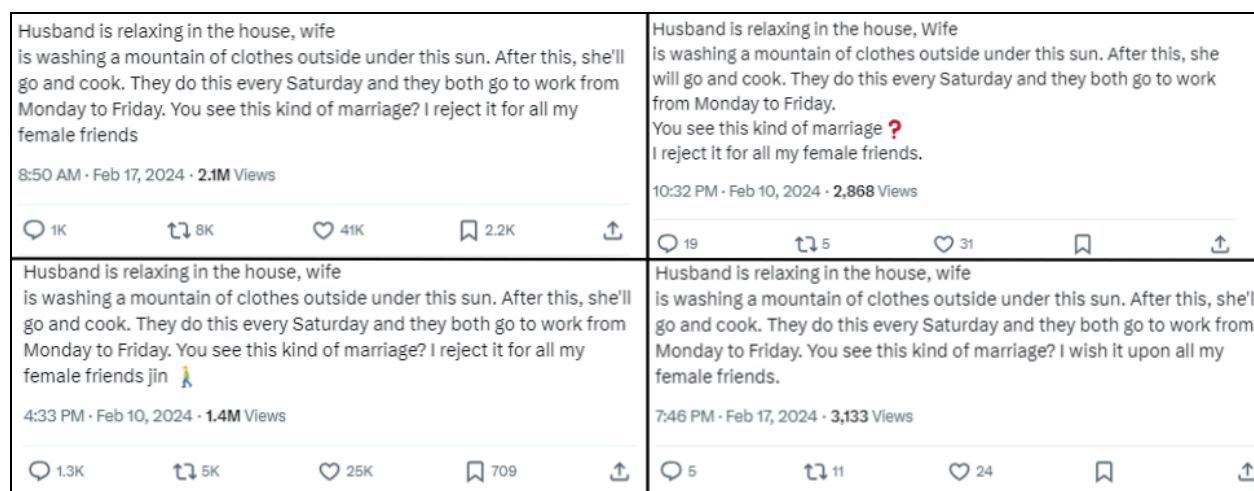 Husband is relaxing in the house, wife
is washing a mountain of clothes outside under this sun. After this, she'll
go and cook. They do this every Saturday and they both go to work from
Monday to Friday. You see this kind of marriage? I reject it for all my
female friends
8:50 AM · Feb 17, 2024 · 2.1M Views
1K 8K 41K 2.2K
Husband is relaxing in the house, Wife
is washing a mountain of clothes outside under this sun. After this, she
will go and cook. They do this every Saturday and they both go to work
from Monday to Friday.
You see this kind of marriage ❓
I reject it for all my female friends.
10:32 PM · Feb 10, 2024 · 2,868 Views
19 5 31
Husband is relaxing in the house, wife
is washing a mountain of clothes outside under this sun. After this, she'll
go and cook. They do this every Saturday and they both go to work from
Monday to Friday. You see this kind of marriage? I reject it for all my
female friends jin 🚶
4:33 PM · Feb 10, 2024 · 1.4M Views
1.3K 5K 25K 709
Husband is relaxing in the house, wife
is washing a mountain of clothes outside under this sun. After this, she'l
go and cook. They do this every Saturday and they both go to work from
Monday to Friday. You see this kind of marriage? I wish it upon all my
female friends.
7:46 PM · Feb 17, 2024 · 3,133 Views
5 11 24